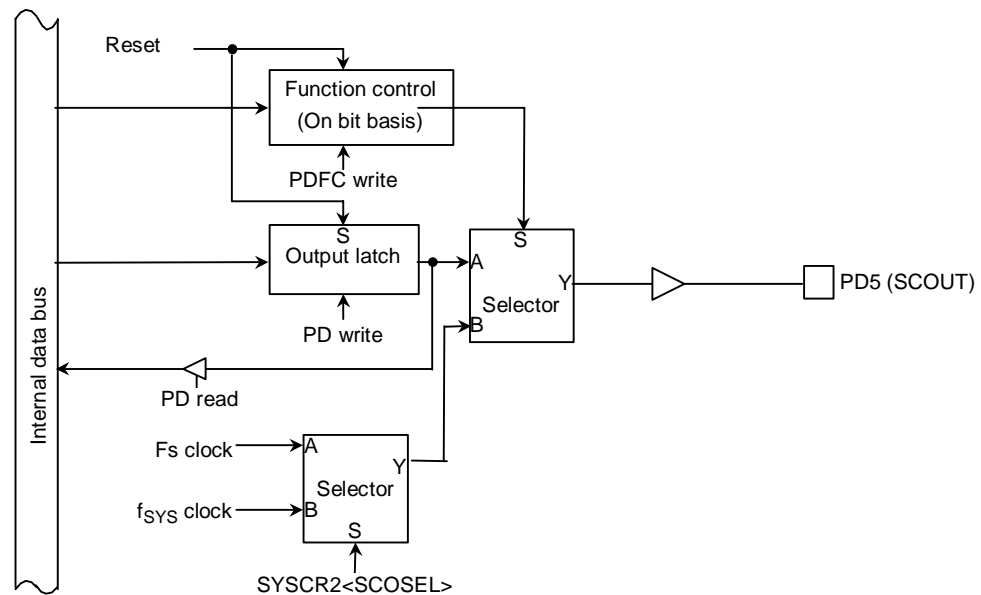 Reset
Function control
(On bit basis)
PDFC write
S
Output latch
PD write
S
A
Y
Selector
B
PD5 (SCOUT)
Internal data bus
PD read
Fs clock
A
Y
Selector
fSYS clock
B
S
SYSCR2<SCOSEL>